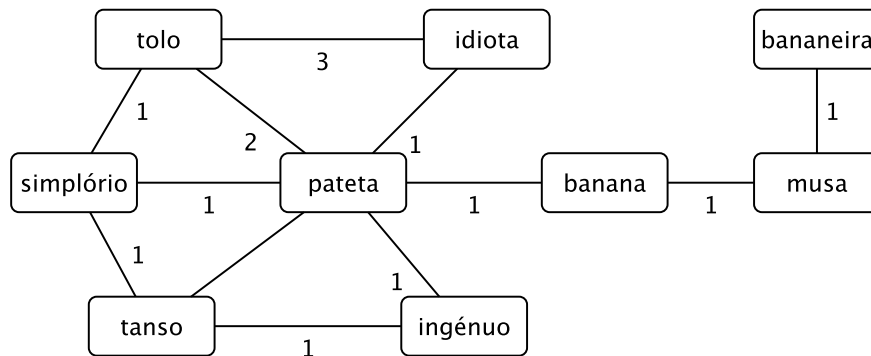 tolo
idiota
bananeira
3
1
2
1
1
simplório
pateta
banana
musa
1
1
1
1
1
tanso
ingénuo
1